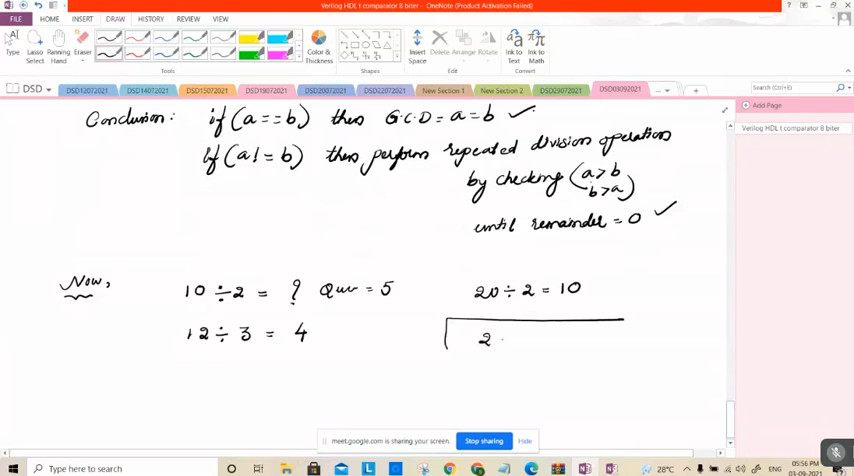 Verilog HDL t comparator 8 biter - OneNote (Product Activation Failed)
FILE HOME INSERT DRAW HISTORY REVIEW VIEW
Type Lasso Select Panning Hand Eraser Color & Thickness Insert Space Delete Arrange Rotate Ink to Text Ink to Math
Tools Shapes Edit Convert
DSD DSD12072021 DSD14072021 DSD15072021 DSD19072021 DSD20072021 DSD22072021 New Section 1 New Section 2 DSD29072021 DSD03092021 Search (Ctrl+E)
Add Page
Verilog HDL t comparator 8 biter
Conclusion: if (a == b) then G.C.D = a = b ✓
If (a! = b) then perform repeated division operations
by checking (a>b
b>a)
until remainder = 0 ✓
Now, 10 ÷ 2 = ? = 5 20 ÷ 2 = 10
12 ÷ 3 = 4 2
meet.google.com is sharing your screen. Stop sharing Hide
Type here to search 28°C 05:56 PM
03-09-2021